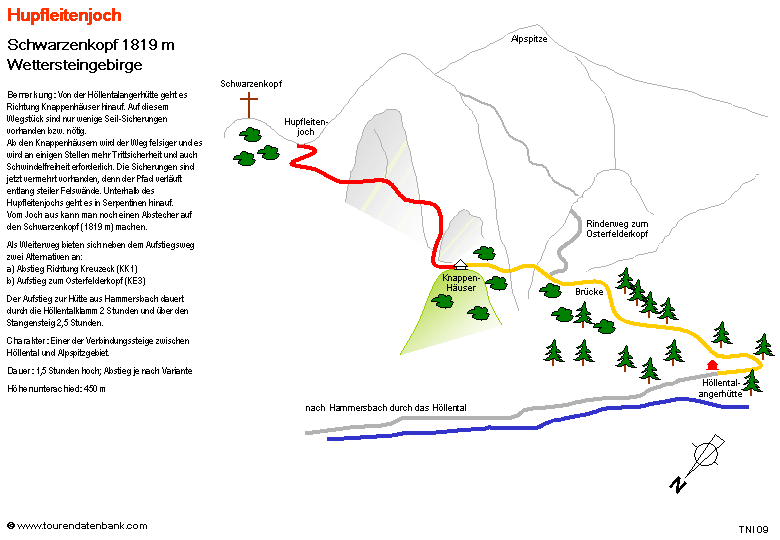 Hupfleitenjoch
Schwarzenkopf 1819 m
Wettersteingebirge
Bemerkung: Von der Höllentalangerhütte geht es
Richtung Knappenhäuser hinauf. Auf diesem
Wegstück sind nur wenige Seil-Sicherungen
vorhanden bzw. nötig.
Ab den Knappenhäusern wird der Weg felsiger und es
wird an einigen Stellen mehr Trittsicherheit und auch
Schwindelfreiheit erforderlich. Die Sicherungen sind
jetzt vermehrt vorhanden, denn der Pfad verläuft
entlang steiler Felswände. Unterhalb des
Hupfleitenjochs geht es in Serpentinen hinauf.
Vom Joch aus kann man noch einen Abstecher auf
den Schwarzenkopf (1819 m) machen.
Als Weiterweg bieten sich neben dem Aufstiegsweg
zwei Alternativen an:
a) Abstieg Richtung Kreuzeck (KK1)
b) Aufstieg zum Osterfelderkopf (KE3)
Der Aufstieg zur Hütte aus Hammersbach dauert
durch die Höllentalklamm 2 Stunden und über den
Stangensteig 2,5 Stunden.
Charakter: Einer der Verbindungssteige zwischen
Höllental und Alpspitzgebiet.
Dauer: 1,5 Stunden hoch; Abstieg je nach Variante
Höhenunterschied: 450 m
Alpspitze
Schwarzenkopf
Hupfleiten-
joch
Rinderweg zum
Osterfelderkopf
Knappen-
Häuser
Brücke
Höllental-
angerhütte
nach Hammersbach durch das Höllental
N
© www.tourendatenbank.com
TNI 09